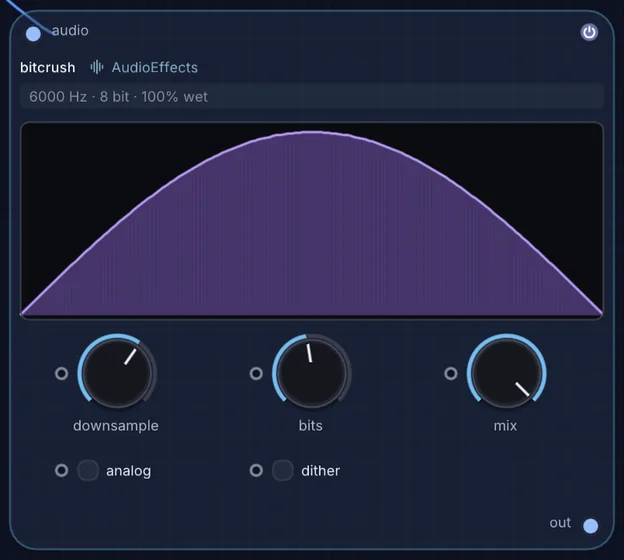 audio
bitcrush AudioEffects
6000 Hz · 8 bit · 100% wet
downsample bits mix
analog dither
out